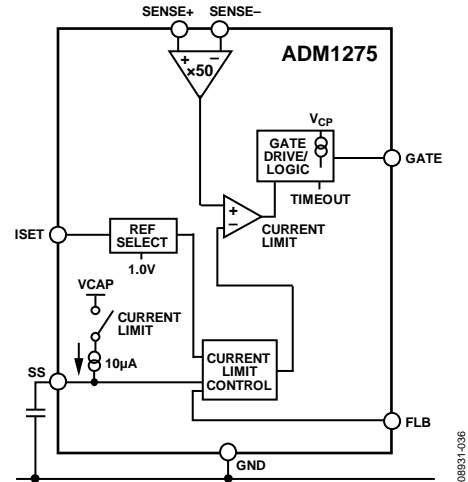 SENSE+ SENSE–
ADM1275
+ –
×50
VCP
GATE
DRIVE/
LOGIC
GATE
TIMEOUT
+
–
CURRENT
LIMIT
ISET
REF
SELECT
1.0V
VCAP
CURRENT
LIMIT
10µA
SS
CURRENT
LIMIT
CONTROL
FLB
GND
08931-036